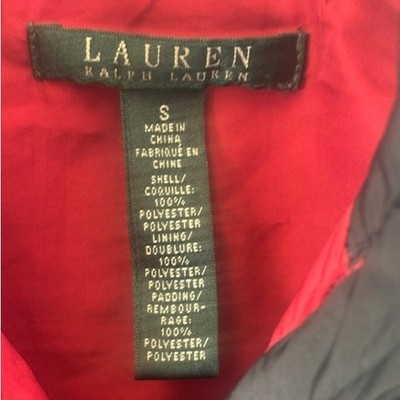 LAUREN
RALPH LAUREN
S
MADE IN
CHINA
FABRIQUÉ EN
CHINE
SHELL/
COQUILLE:
100%
POLYESTER/
POLYESTER
LINING/
DOUBLURE:
100%
POLYESTER/
POLYESTER
PADDING/
REMBOUR-
RAGE:
100%
POLYESTER/
POLYESTER